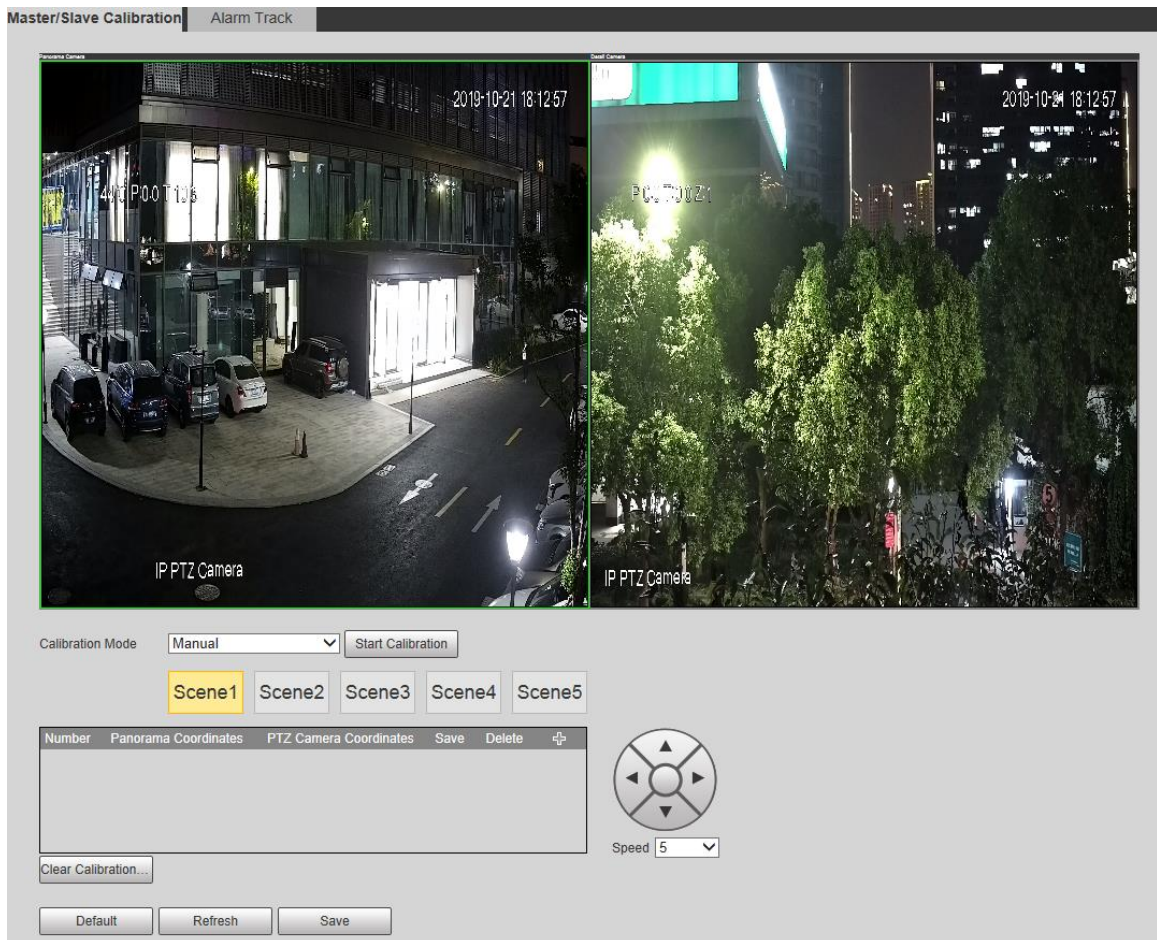 Master/Slave Calibration
Alarm Track
Panorama Camera
Detail Camera
2019-10-21 18:12:57
2019-10-21 18:12:57
IP PTZ Camera
IP PTZ Camera
5
Calibration Mode
Manual
Start Calibration
Scene1
Scene2
Scene3
Scene4
Scene5
Number Panorama Coordinates PTZ Camera Coordinates Save Delete
Speed 5
Clear Calibration...
Default
Refresh
Save